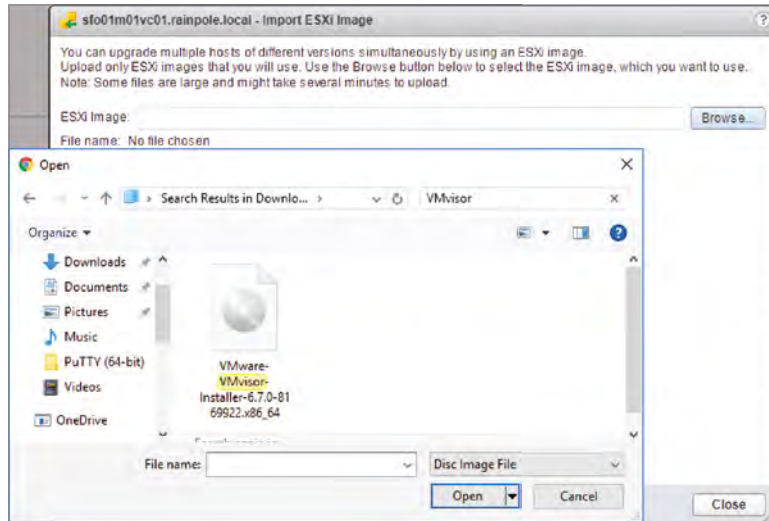 sfo01m01vc01.rainpole.local - Import ESXi Image
?
You can upgrade multiple hosts of different versions simultaneously by using an ESXi image.
Upload only ESXi images that you will use. Use the Browse button below to select the ESXi image, which you want to use.
Note: Some files are large and might take several minutes to upload.
ESXi Image:
Browse...
File name: No file chosen
Open
Search Results in Downlo...
VMvisor
Organize
Downloads
Documents
Pictures
Music
PuTTY (64-bit)
Videos
OneDrive
VMware-
VMvisor-
Installer-6.7.0-81
69922.x86_64
File name:
Disc Image File
Open
Cancel
Close